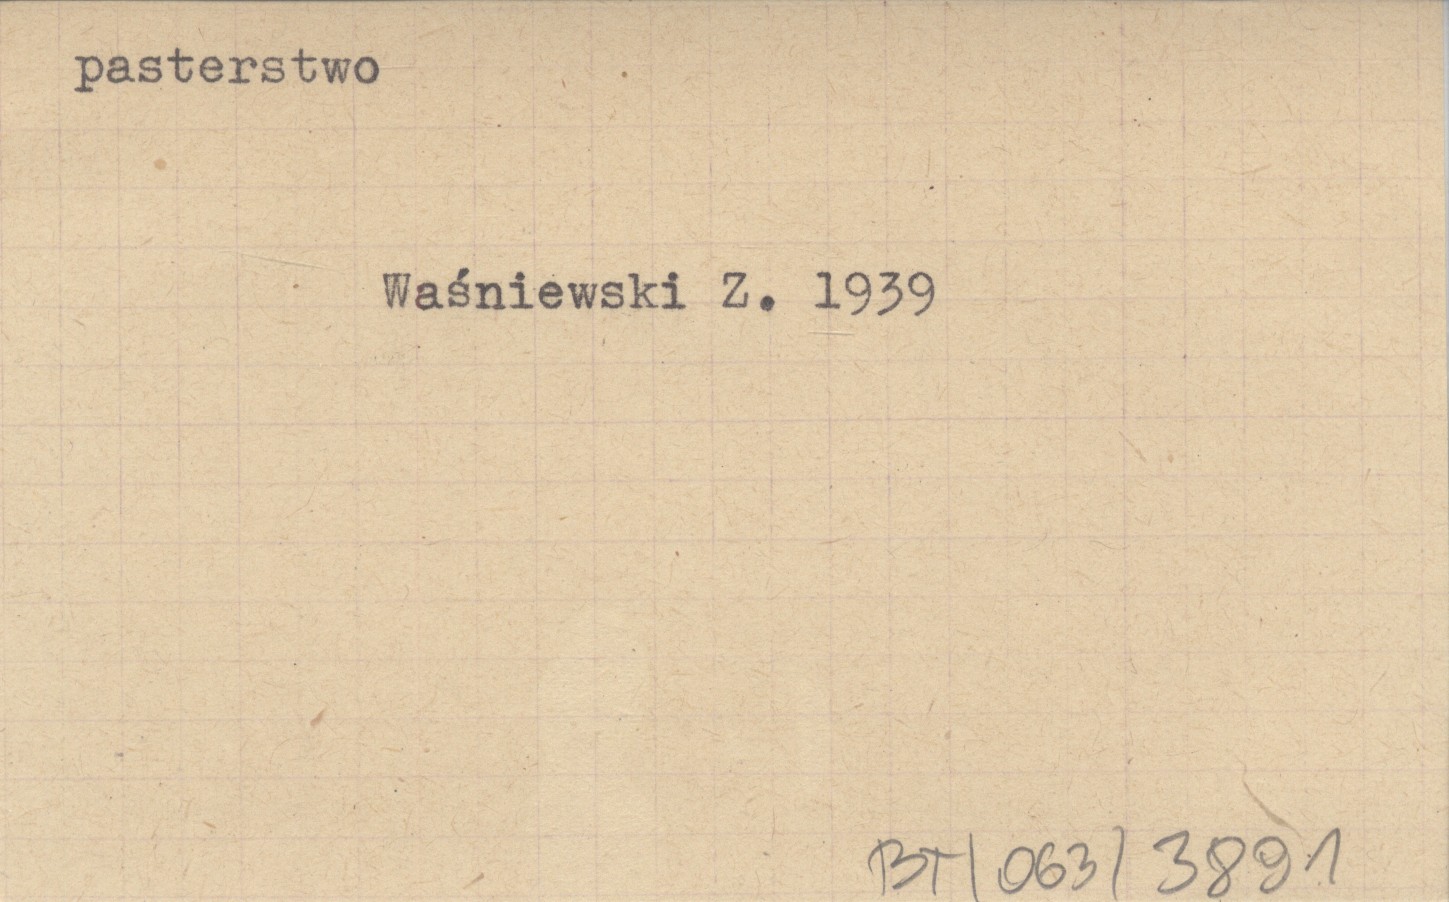 pasterstwo
Waśniewski Z. 1939
BT/063/3891